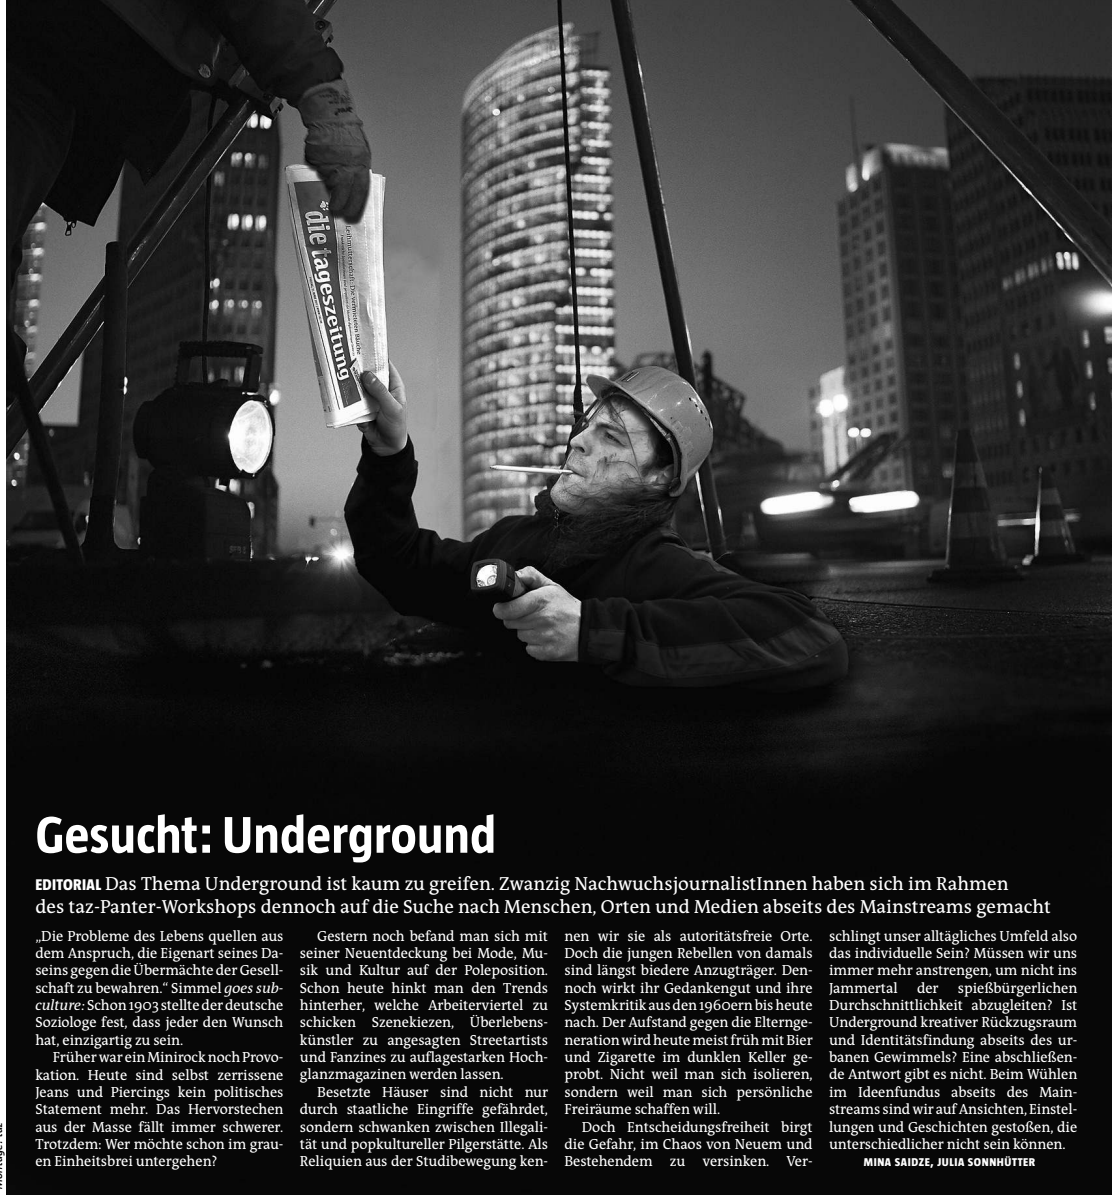 die tageszeitung
Leihmutterschaft: Die vermieteten Bäuche
Gesucht: Underground
EDITORIAL Das Thema Underground ist kaum zu greifen. Zwanzig NachwuchsjournalistInnen haben sich im Rahmen
des taz-Panter-Workshops dennoch auf die Suche nach Menschen, Orten und Medien abseits des Mainstreams gemacht
„Die Probleme des Lebens quellen aus
dem Anspruch, die Eigenart seines Da-
seins gegen die Übermächte der Gesell-
schaft zu bewahren.“ Simmel goes sub-
culture: Schon 1903 stellte der deutsche
Soziologe fest, dass jeder den Wunsch
hat, einzigartig zu sein.
Früher war ein Minirock noch Provo-
kation. Heute sind selbst zerrissene
Jeans und Piercings kein politisches
Statement mehr. Das Hervorstechen
aus der Masse fällt immer schwerer.
Trotzdem: Wer möchte schon im grau-
en Einheitsbrei untergehen?
Gestern noch befand man sich mit
seiner Neuentdeckung bei Mode, Mu-
sik und Kultur auf der Poleposition.
Schon heute hinkt man den Trends
hinterher, welche Arbeiterviertel zu
schicken Szenekiezen, Überlebens-
künstler zu angesagten Streetartists
und Fanzines zu auflagestarken Hoch-
glanzmagazinen werden lassen.
Besetzte Häuser sind nicht nur
durch staatliche Eingriffe gefährdet,
sondern schwanken zwischen Illegali-
tät und popkultureller Pilgerstätte. Als
Reliquien aus der Studibewegung ken-
nen wir sie als autoritätsfreie Orte.
Doch die jungen Rebellen von damals
sind längst biedere Anzugträger. Den-
noch wirkt ihr Gedankengut und ihre
Systemkritik aus den 1960ern bis heute
nach. Der Aufstand gegen die Elternge-
neration wird heute meist früh mit Bier
und Zigarette im dunklen Keller ge-
probt. Nicht weil man sich isolieren,
sondern weil man sich persönliche
Freiräume schaffen will.
Doch Entscheidungsfreiheit birgt
die Gefahr, im Chaos von Neuem und
Bestehendem zu versinken. Ver-
schlingt unser alltägliches Umfeld also
das individuelle Sein? Müssen wir uns
immer mehr anstrengen, um nicht ins
Jammertal der spießbürgerlichen
Durchschnittlichkeit abzugleiten? Ist
Underground kreativer Rückzugsraum
und Identitätsfindung abseits des ur-
banen Gewimmels? Eine abschließen-
de Antwort gibt es nicht. Beim Wühlen
im Ideenfundus abseits des Main-
streams sind wir auf Ansichten, Einstel-
lungen und Geschichten gestoßen, die
unterschiedlicher nicht sein können.
MINA SAIDZE, JULIA SONNHÜTTER